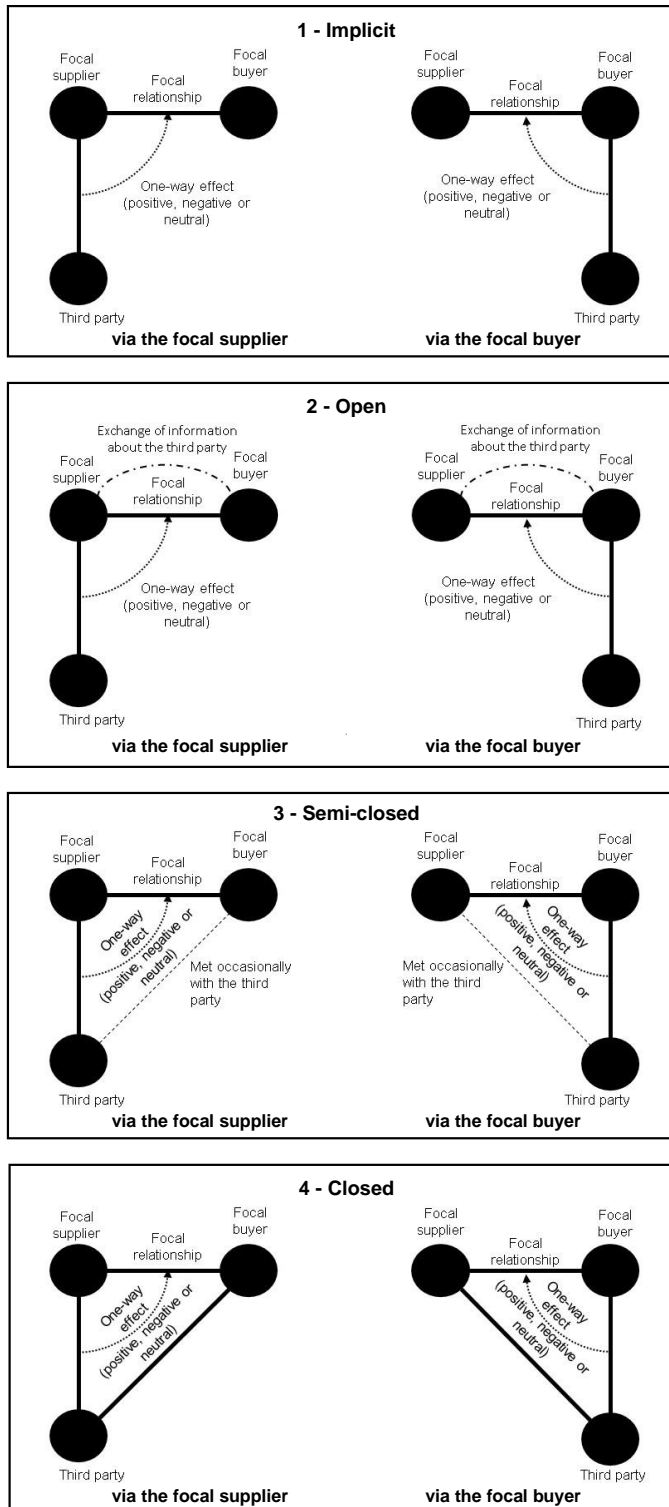 1 - Implicit
Focal
supplier
Focal
relationship
Focal
buyer
One-way effect
(positive, negative or
neutral)
Third party
via the focal supplier
Focal
supplier
Focal
relationship
Focal
buyer
One-way effect
(positive, negative or
neutral)
Third party
via the focal buyer
2 - Open
Exchange of information
about the third party
Focal
supplier
Focal
relationship
Focal
buyer
One-way effect
(positive, negative or
neutral)
Third party
via the focal supplier
Exchange of information
about the third party
Focal
supplier
Focal
relationship
Focal
buyer
One-way effect
(positive, negative or
neutral)
Third party
via the focal buyer
3 - Semi-closed
Focal
supplier
Focal
relationship
Focal
buyer
One-way
effect
(positive, negative or
neutral)
Met occasionally
with the third
party
Third party
via the focal supplier
Focal
supplier
Focal
relationship
Focal
buyer
One-way
effect
(positive, negative or
neutral)
Met occasionally
with the third
party
Third party
via the focal buyer
4 - Closed
Focal
supplier
Focal
relationship
Focal
buyer
One-way
effect
(positive, negative or
neutral)
Third party
via the focal supplier
Focal
supplier
Focal
relationship
Focal
buyer
One-way
effect
(positive, negative or
neutral)
Third party
via the focal buyer